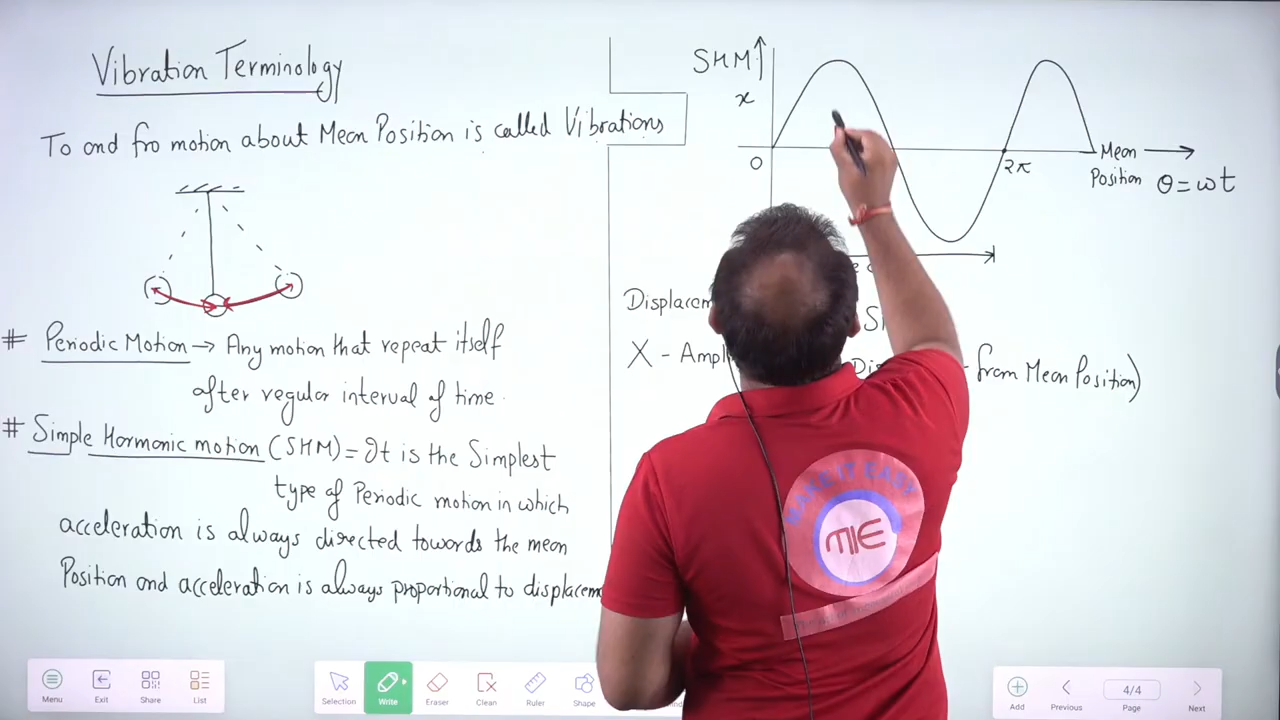 Vibration Terminology
To and fro motion about Mean Position is called Vibrations
# Periodic Motion → Any motion that repeat itself
after regular interval of time.
# Simple Harmonic motion (SHM) = It is the Simplest
type of Periodic motion in which
acceleration is always directed towards the mean
Position and acceleration is always proportional to
SHM ↑
x
O
2π
Mean →
Position θ = ωt
X - from Mean Position)
MAKE IT EASY
MIE
Menu Exit Share List
Selection Write Eraser Clean Ruler Shape
Add Previous 4/4 Page Next